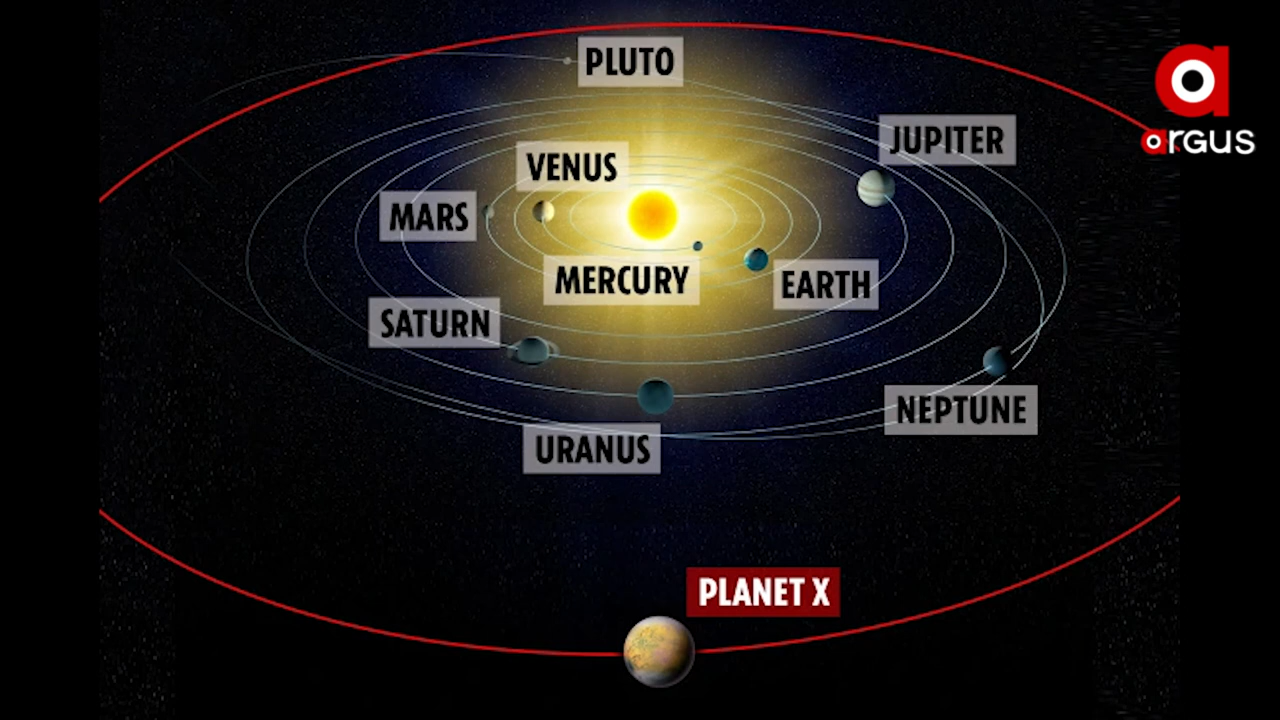 PLUTO
JUPITER
VENUS
MARS
MERCURY
EARTH
SATURN
NEPTUNE
URANUS
PLANET X
a
argus